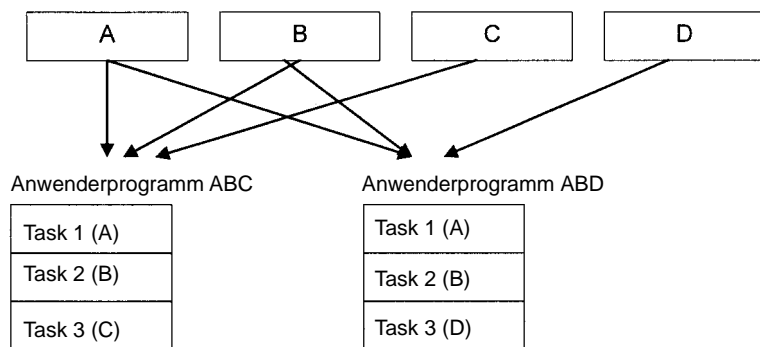 A B C D
Anwenderprogramm ABC Anwenderprogramm ABD
Task 1 (A) Task 1 (A)
Task 2 (B) Task 2 (B)
Task 3 (C) Task 3 (D)